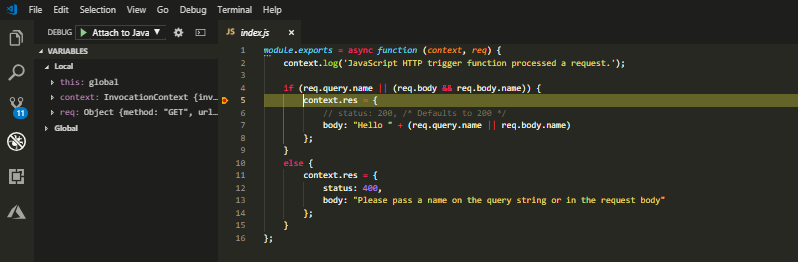 File Edit Selection View Go Debug Terminal Help
DEBUG Attach to Java
JS index.js
VARIABLES
Local
this: global
context: InvocationContext {inv…
req: Object {method: "GET", url…
Global
11
1 module.exports = async function (context, req) {
2 context.log('JavaScript HTTP trigger function processed a request.');
3
4 if (req.query.name || (req.body && req.body.name)) {
5 context.res = {
6 // status: 200, /* Defaults to 200 */
7 body: "Hello " + (req.query.name || req.body.name)
8 };
9 }
10 else {
11 context.res = {
12 status: 400,
13 body: "Please pass a name on the query string or in the request body"
14 };
15 }
16 };